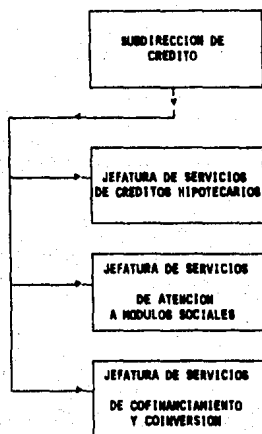 SUBDIRECCION DE
CREDITO
JEFATURA DE SERVICIOS
DE CREDITOS HIPOTECARIOS
JEFATURA DE SERVICIOS
DE ATENCION
A MODULOS SOCIALES
JEFATURA DE SERVICIOS
DE COFINANCIAMIENTO
Y COINVERSION